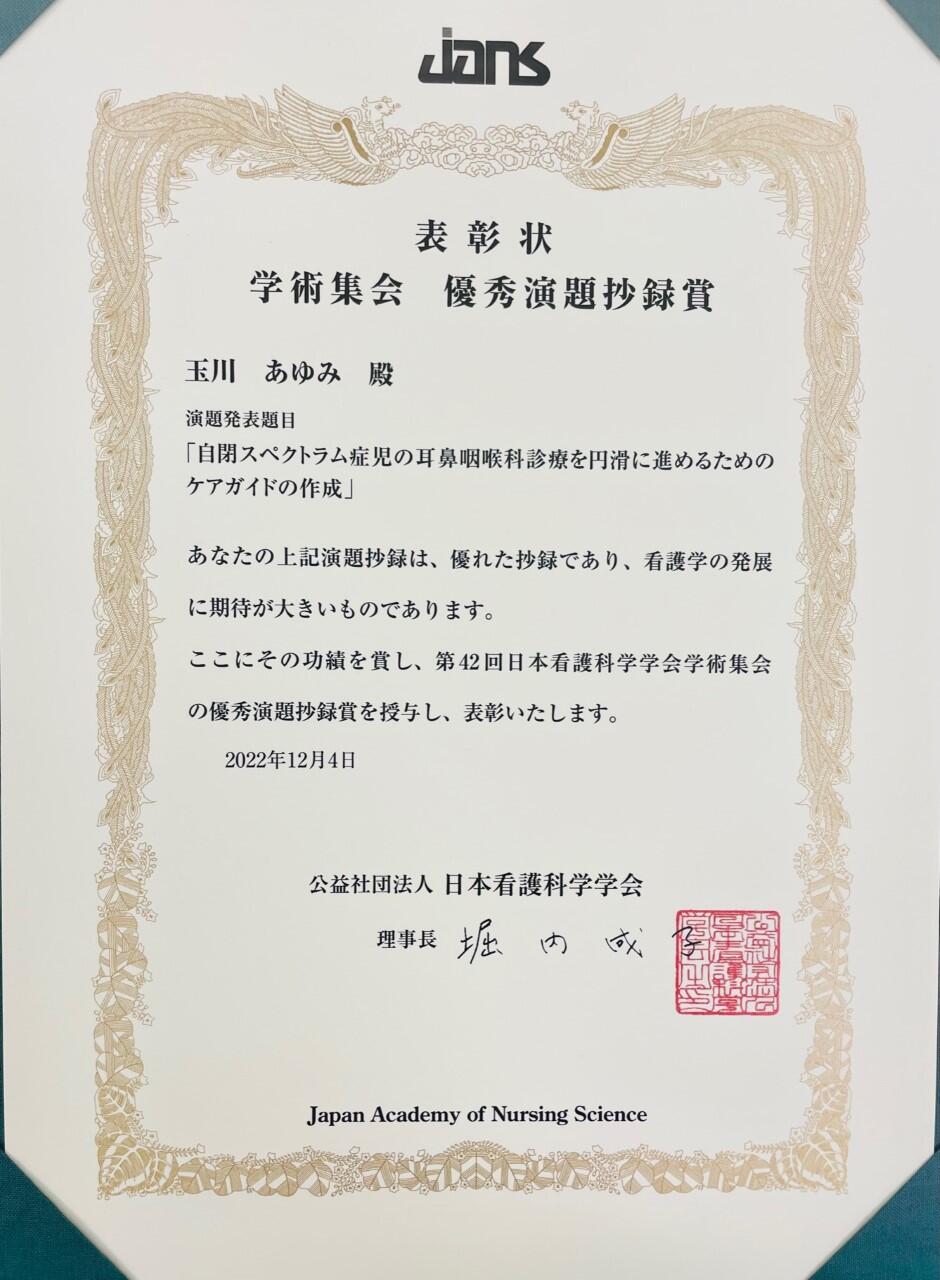 jans
表彰状
学術集会　優秀演題抄録賞
玉川　あゆみ　殿
演題発表題目
「自閉スペクトラム症児の耳鼻咽喉科診療を円滑に進めるための
ケアガイドの作成」
あなたの上記演題抄録は、優れた抄録であり、看護学の発展
に期待が大きいものであります。
ここにその功績を賞し、第42回日本看護科学学会学術集会
の優秀演題抄録賞を授与し、表彰いたします。
2022年12月4日
公益社団法人 日本看護科学学会
理事長 堀内成子
Japan Academy of Nursing Science